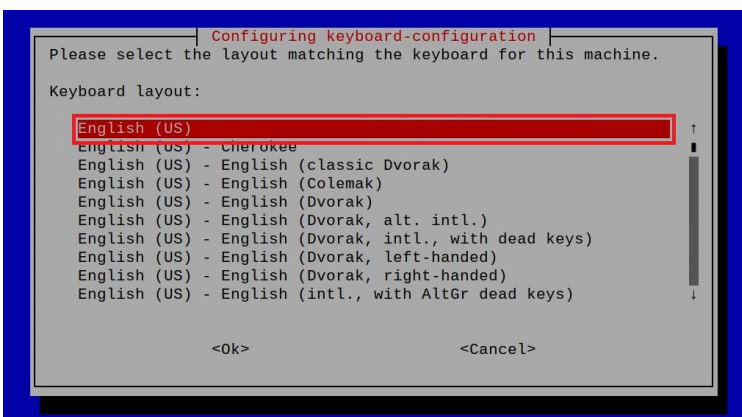 Configuring keyboard-configuration
Please select the layout matching the keyboard for this machine.
Keyboard layout:
English (US)
English (US) - Cherokee
English (US) - English (classic Dvorak)
English (US) - English (Colemak)
English (US) - English (Dvorak)
English (US) - English (Dvorak, alt. intl.)
English (US) - English (Dvorak, intl., with dead keys)
English (US) - English (Dvorak, left-handed)
English (US) - English (Dvorak, right-handed)
English (US) - English (intl., with AltGr dead keys)
<Ok> <Cancel>